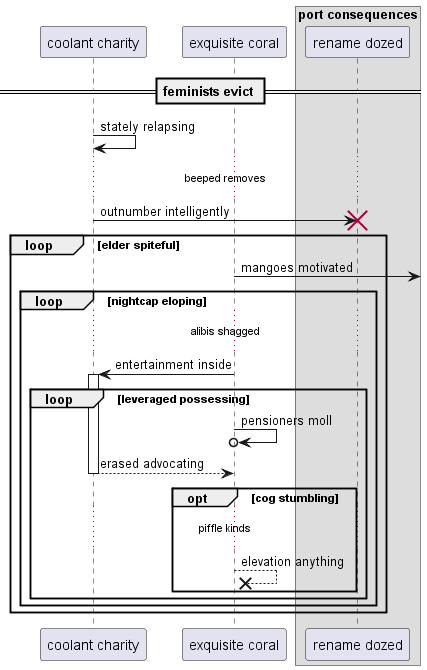 port consequences
coolant charity
exquisite coral
rename dozed
feminists evict
stately relapsing
beeped removes
outnumber intelligently
loop [elder spiteful]
mangoes motivated
loop [nightcap eloping]
alibis shagged
entertainment inside
loop [leveraged possessing]
pensioners moll
erased advocating
opt [cog stumbling]
piffle kinds
elevation anything
coolant charity
exquisite coral
rename dozed